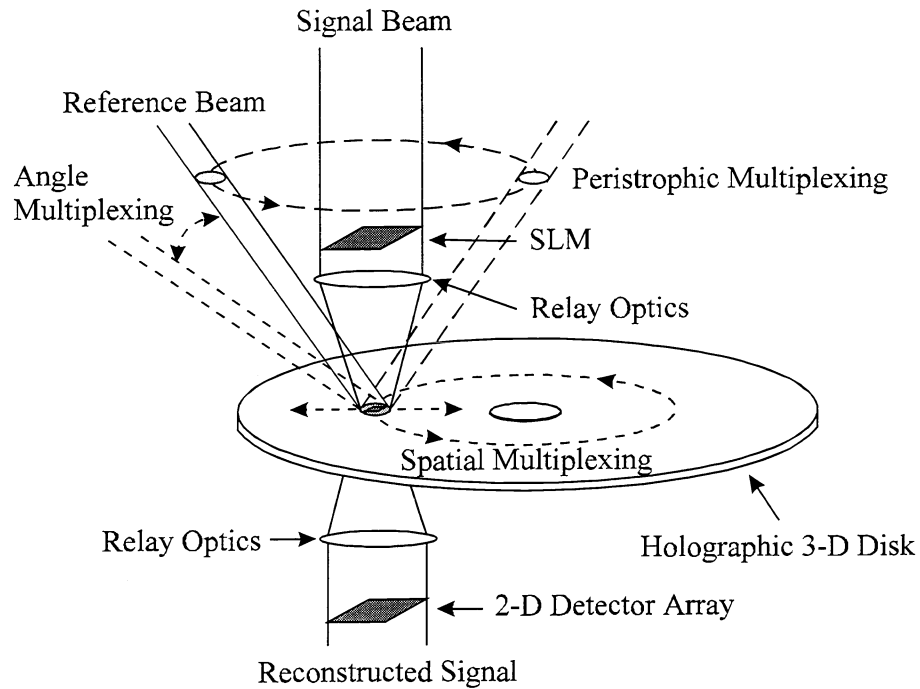 Signal Beam
Reference Beam
Angle
Multiplexing
Peristrophic Multiplexing
SLM
Relay Optics
Spatial Multiplexing
Relay Optics
Holographic 3-D Disk
2-D Detector Array
Reconstructed Signal